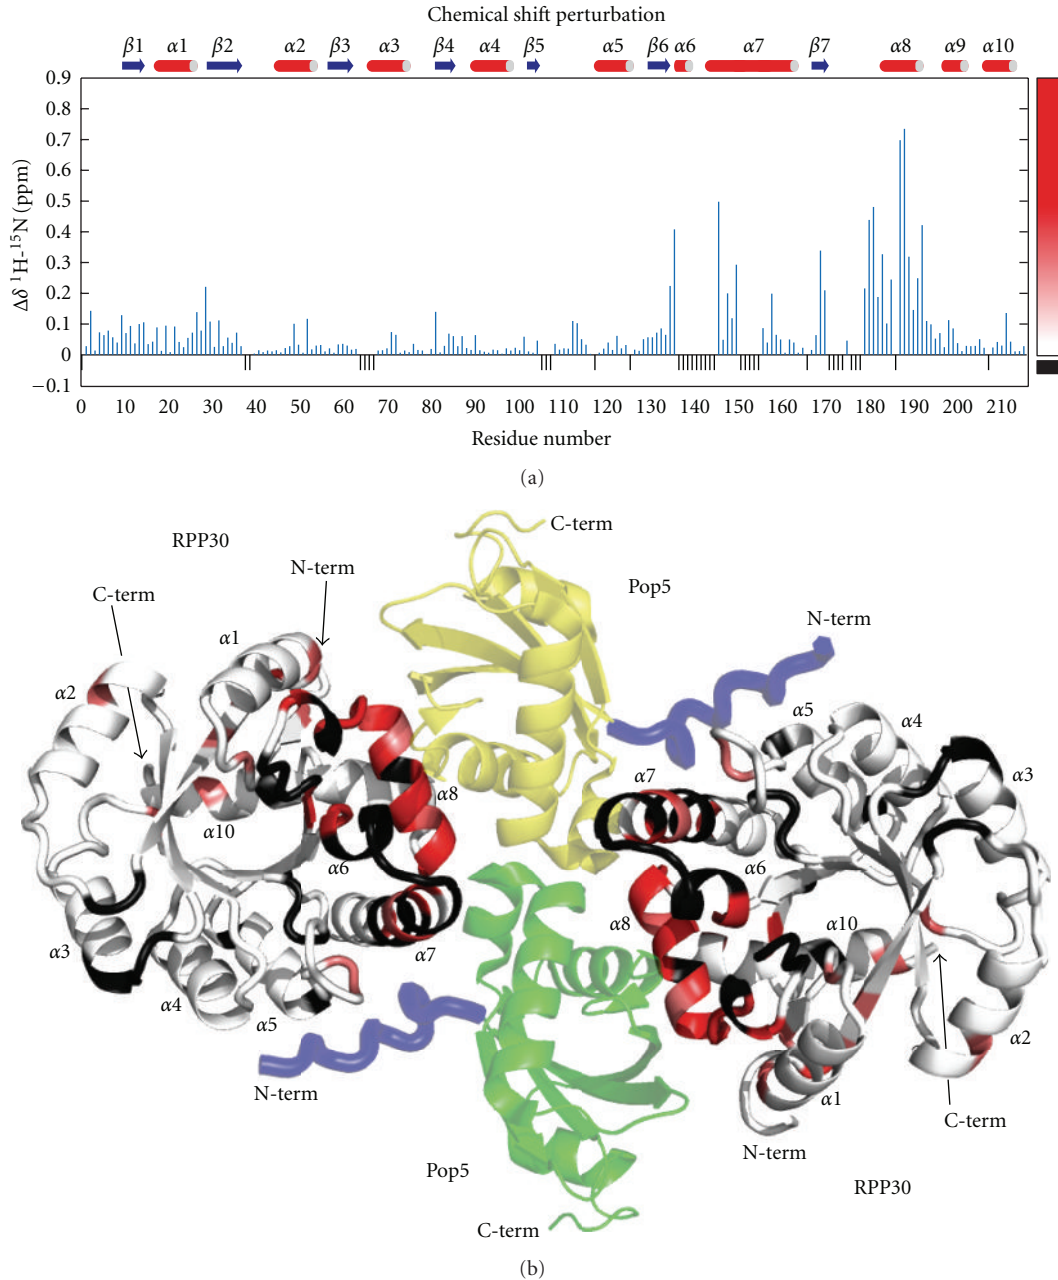 (a)
Chemical shift perturbation
β1 α1 β2 α2 β3 α3 β4 α4 β5 α5 β6 α6 α7 β7 α8 α9 α10
0.9
0.8
0.7
0.6
0.5
0.4
0.3
0.2
0.1
0
−0.1
Δδ ¹H-¹⁵N (ppm)
0 10 20 30 40 50 60 70 80 90 100 110 120 130 140 150 160 170 180 190 200 210
Residue number
(a)
C-term
RPP30
N-term
Pop5
C-term
N-term
α1
α2
α5
α4
α3
α7
α8
α10
α6
α6
α8
α10
α3
α7
α4
α5
α2
N-term
α1
C-term
N-term
Pop5
RPP30
C-term
(b)